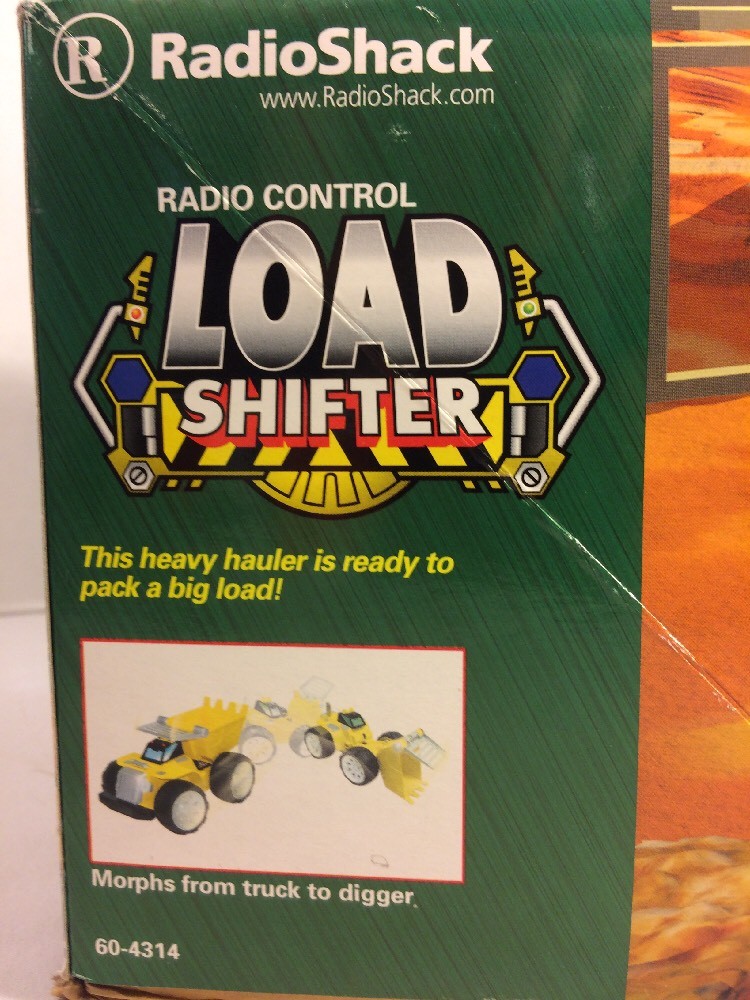 R RadioShack
www.RadioShack.com
RADIO CONTROL
LOAD
SHIFTER
This heavy hauler is ready to
pack a big load!
Morphs from truck to digger.
60-4314